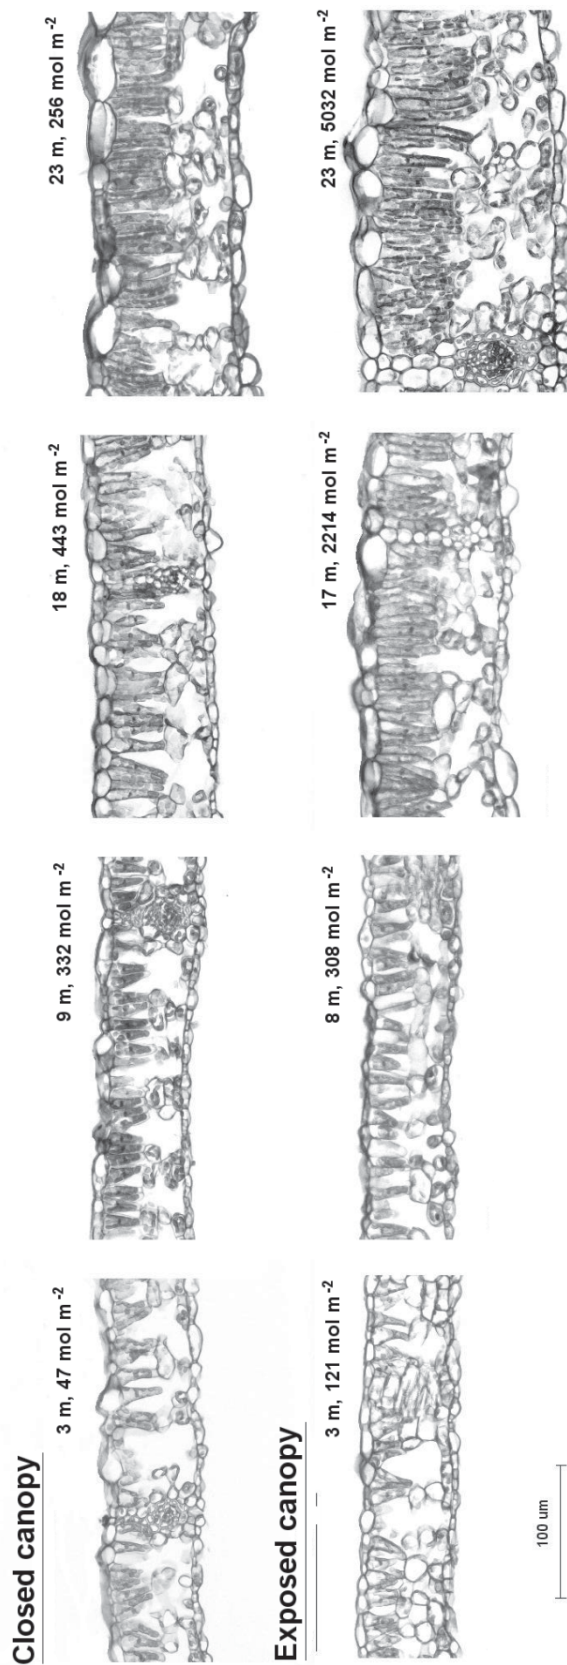 Closed canopy
3 m, 47 mol m⁻²
9 m, 332 mol m⁻²
18 m, 443 mol m⁻²
23 m, 256 mol m⁻²
Exposed canopy
3 m, 121 mol m⁻²
8 m, 308 mol m⁻²
17 m, 2214 mol m⁻²
23 m, 5032 mol m⁻²
100 um